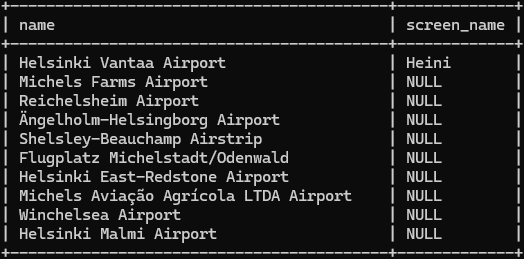 name screen_name
Helsinki Vantaa Airport Heini
Michels Farms Airport NULL
Reichelsheim Airport NULL
Ängelholm-Helsingborg Airport NULL
Shelsley-Beauchamp Airstrip NULL
Flugplatz Michelstadt/Odenwald NULL
Helsinki East-Redstone Airport NULL
Michels Aviação Agrícola LTDA Airport NULL
Winchelsea Airport NULL
Helsinki Malmi Airport NULL